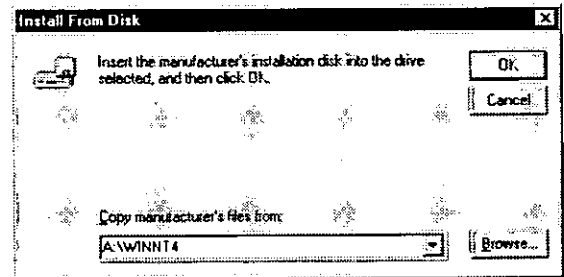 Install From Disk
Insert the manufacturer's installation disk into the drive
selected, and then click OK.
OK
Cancel
Copy manufacturer's files from:
A:\WINNT4
Browse...